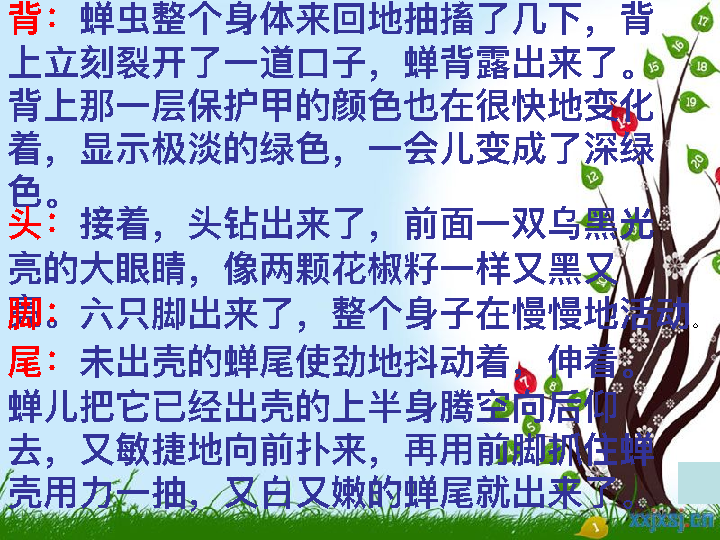 背：蝉虫整个身体来回地抽搐了几下，背
上立刻裂开了一道口子，蝉背露出来了。
背上那一层保护甲的颜色也在很快地变化
着，显示极淡的绿色，一会儿变成了深绿
色。
头：接着，头钻出来了，前面一双乌黑光
亮的大眼睛，像两颗花椒籽一样又黑又
脚：六只脚出来了，整个身子在慢慢地活动。
尾：未出壳的蝉尾使劲地抖动着，伸着。
蝉儿把它已经出壳的上半身腾空向后仰
去，又敏捷地向前扑来，再用前脚抓住蝉
壳用力一抽，又白又嫩的蝉尾就出来了。
17
16
15
18
19
11
12
20
7
8
5
1
zxjxsj.cn